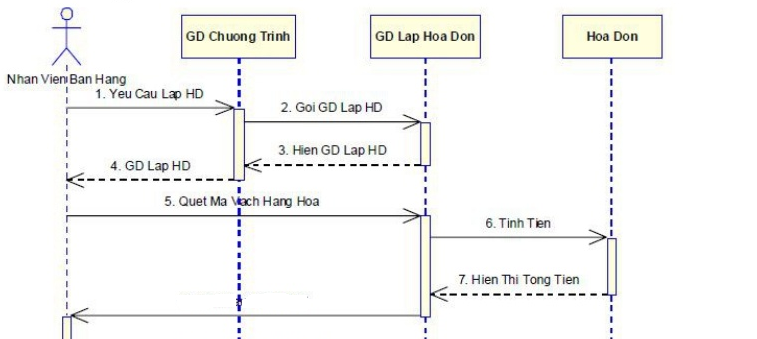 GD Chuong Trinh
GD Lap Hoa Don
Hoa Don
Nhan Vien Ban Hang
1. Yeu Cau Lap HD
2. Goi GD Lap HD
3. Hien GD Lap HD
4. GD Lap HD
5. Quet Ma Vach Hang Hoa
6. Tinh Tien
7. Hien Thi Tong Tien